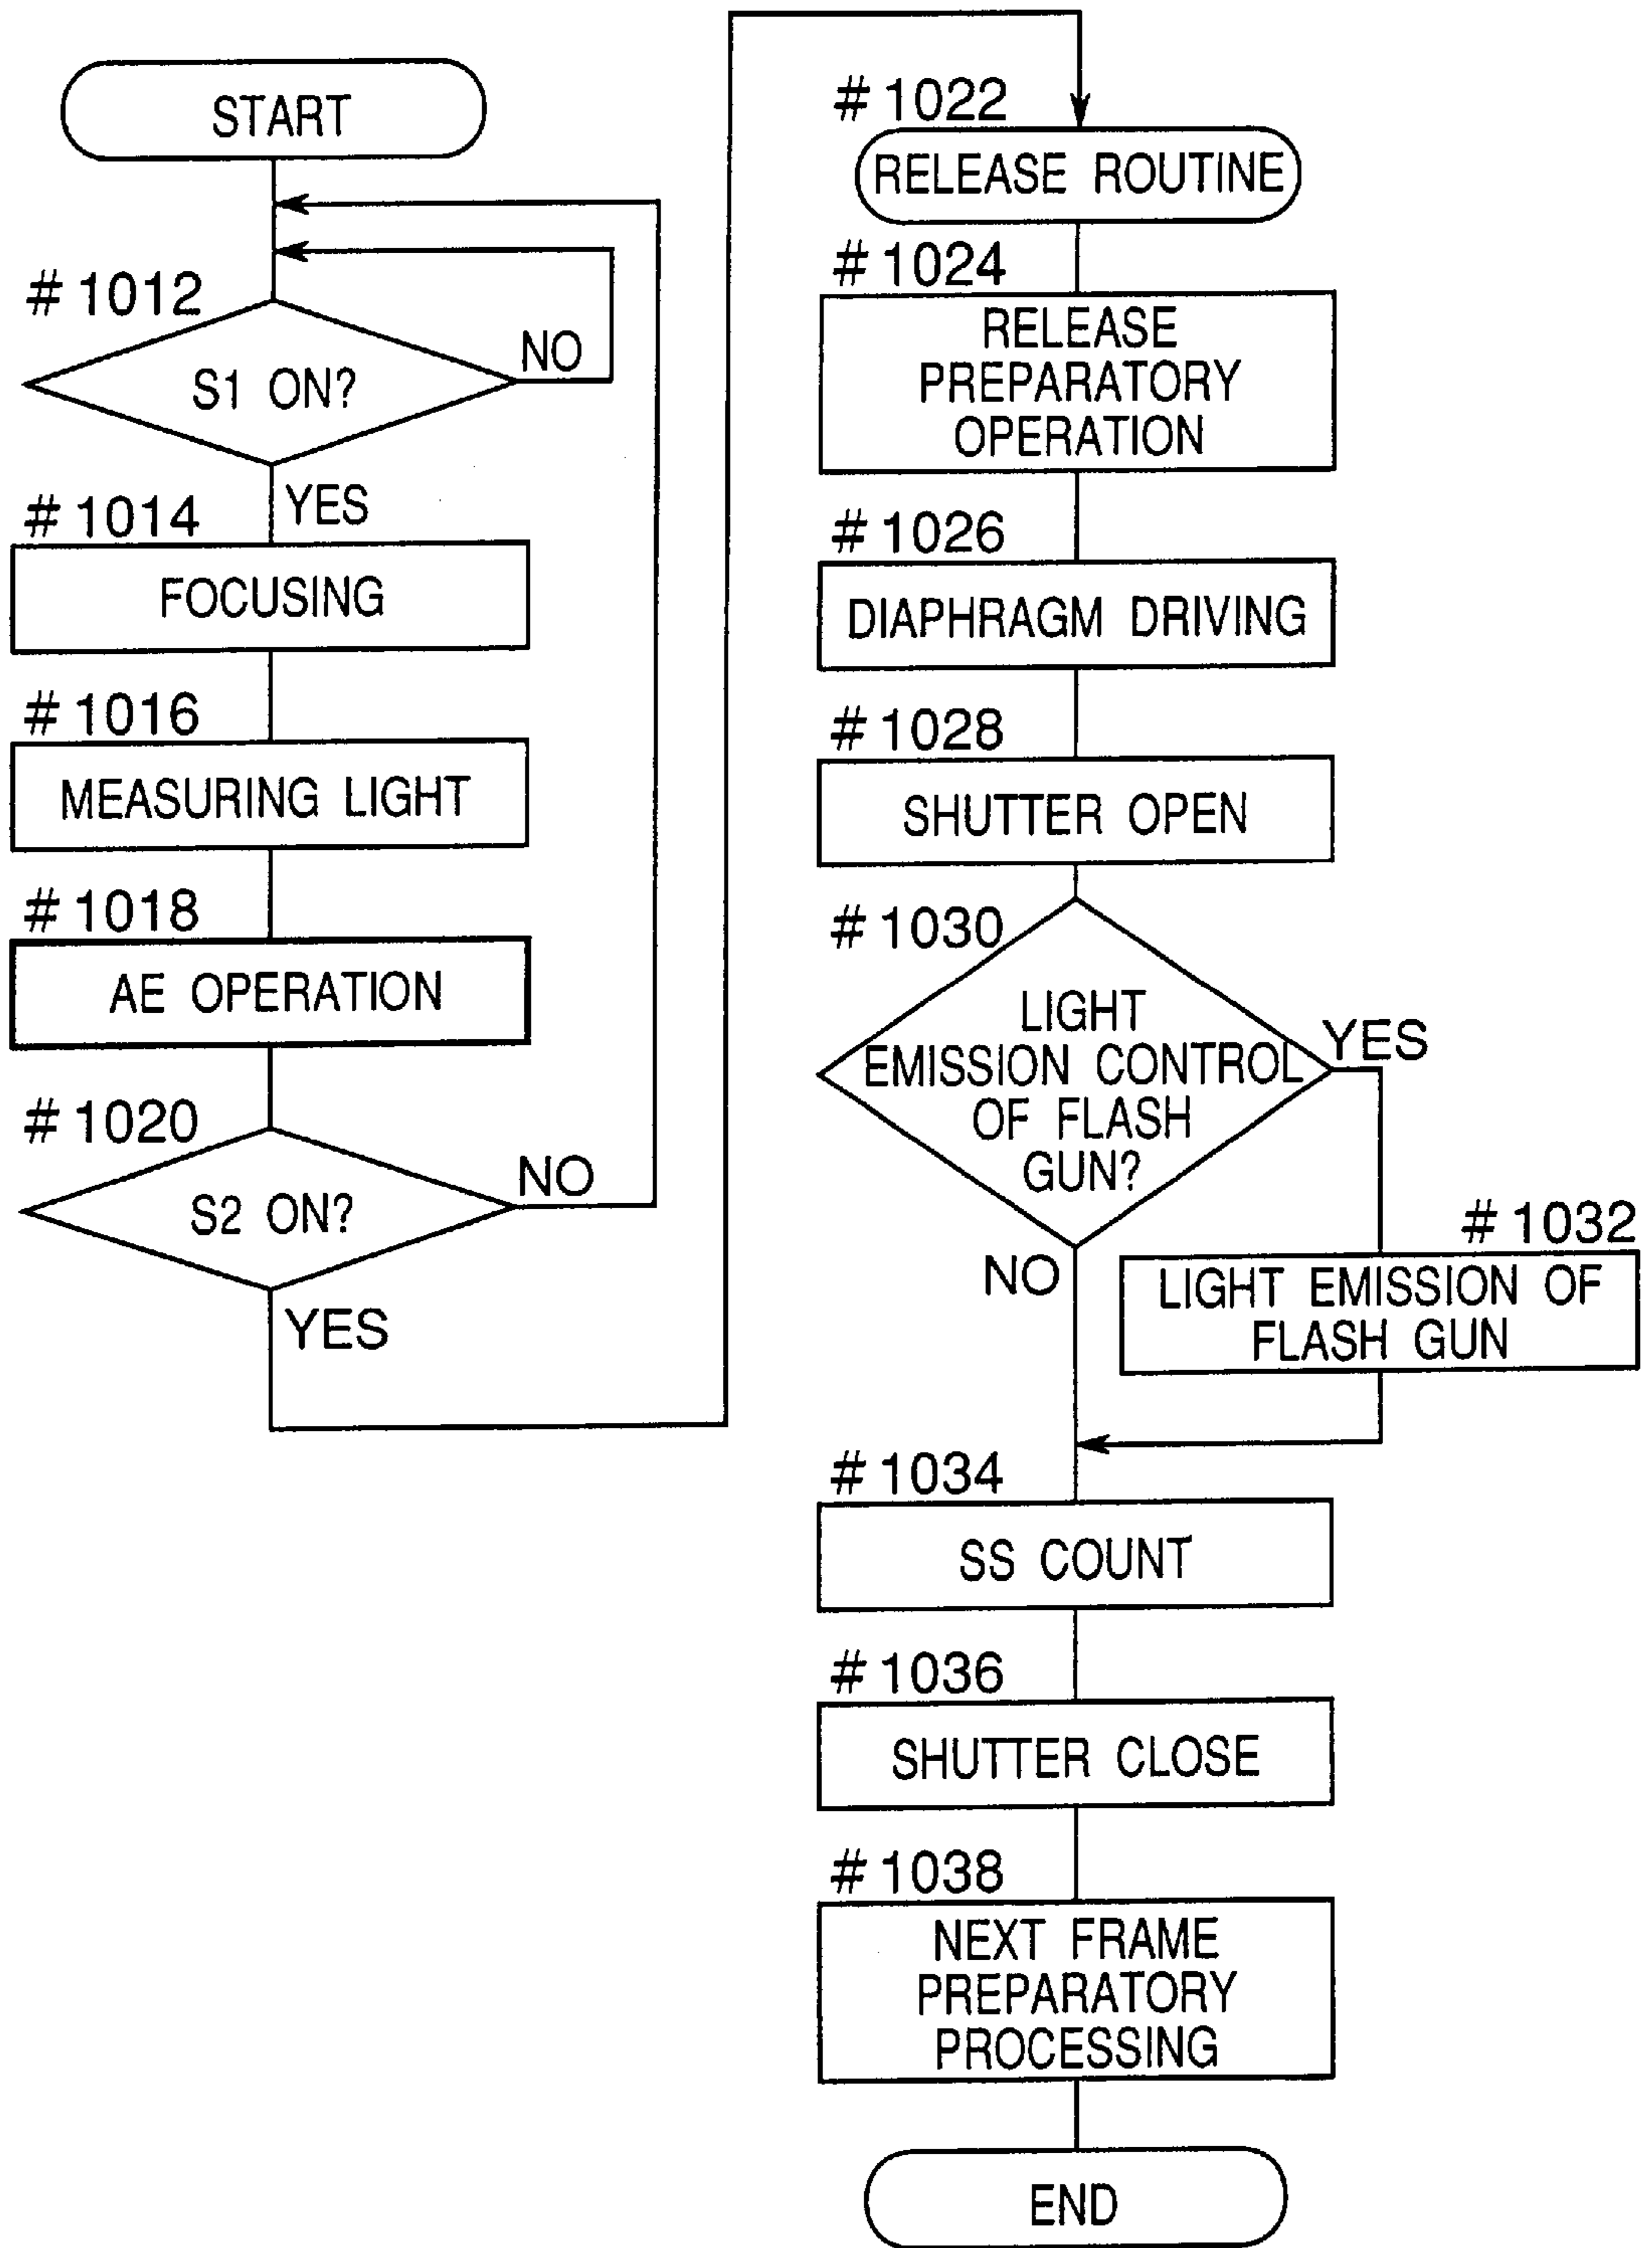 START
# 1012
S1 ON?
NO
YES
# 1014
FOCUSING
# 1016
MEASURING LIGHT
# 1018
AE OPERATION
# 1020
S2 ON?
NO
YES
# 1022
RELEASE ROUTINE
# 1024
RELEASE
PREPARATORY
OPERATION
# 1026
DIAPHRAGM DRIVING
# 1028
SHUTTER OPEN
# 1030
LIGHT
EMISSION CONTROL
OF FLASH
GUN?
YES
NO
# 1032
LIGHT EMISSION OF
FLASH GUN
# 1034
SS COUNT
# 1036
SHUTTER CLOSE
# 1038
NEXT FRAME
PREPARATORY
PROCESSING
END